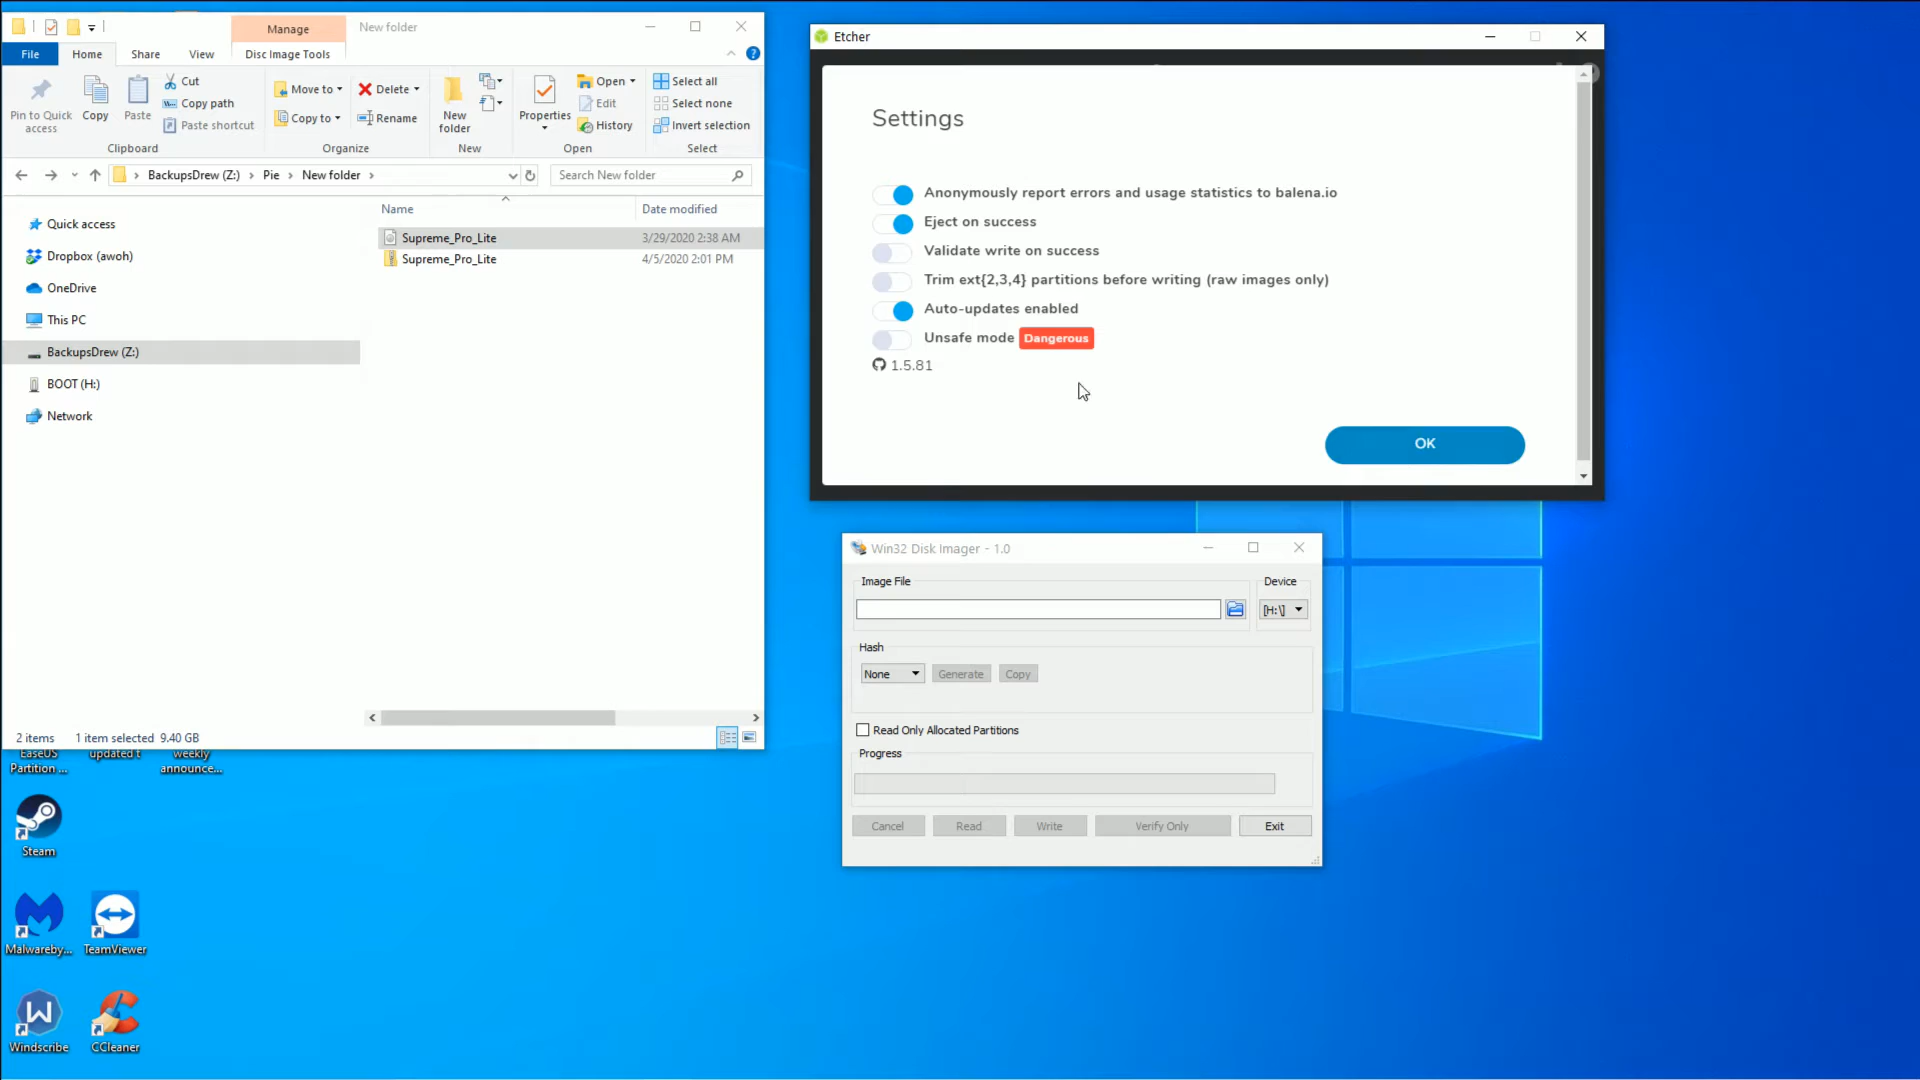 Manage
New folder
File
Home
Share
View
Disc Image Tools
Pin to Quick access
Copy
Paste
Cut
Copy path
Paste shortcut
Clipboard
Move to
Copy to
Delete
Rename
Organize
New folder
New
Properties
Open
Edit
History
Open
Select all
Select none
Invert selection
Select
BackupsDrew (Z:) > Pie > New folder >
Search New folder
Quick access
Dropbox (awoh)
OneDrive
This PC
BackupsDrew (Z:)
BOOT (H:)
Network
Name
Date modified
Supreme_Pro_Lite
3/29/2020 2:38 AM
Supreme_Pro_Lite
4/5/2020 2:01 PM
2 items
1 item selected 9.40 GB
EaseUS
Partition ...
updated t
weekly
announce...
Steam
Malwareby...
TeamViewer
Windscribe
CCleaner
Etcher
Settings
Anonymously report errors and usage statistics to balena.io
Eject on success
Validate write on success
Trim ext{2,3,4} partitions before writing (raw images only)
Auto-updates enabled
Unsafe mode Dangerous
1.5.81
OK
Win32 Disk Imager - 1.0
Image File
Device
[H:\]
Hash
None
Generate
Copy
Read Only Allocated Partitions
Progress
Cancel
Read
Write
Verify Only
Exit